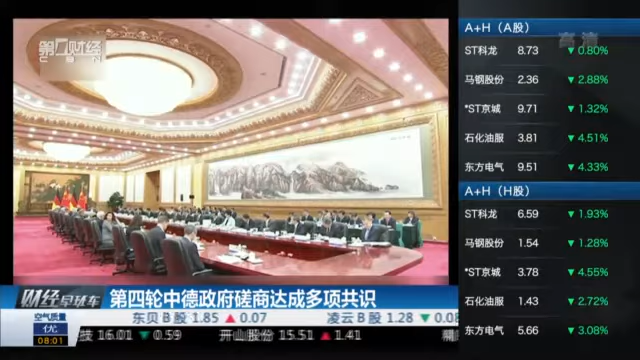 第一财经
CBN
高清
A+H（A股）
ST科龙 8.73 ▼0.80%
马钢股份 2.36 ▼2.88%
*ST京城 9.71 ▼1.32%
石化油服 3.81 ▼4.51%
东方电气 9.51 ▼4.33%
A+H（H股）
ST科龙 6.59 ▼1.93%
马钢股份 1.54 ▼1.28%
*ST京城 3.78 ▼4.55%
石化油服 1.43 ▼2.72%
东方电气 5.66 ▼3.08%
财经早班车
第四轮中德政府磋商达成多项共识
空气质量
优
08:01
东贝B股 1.85 ▲0.07 凌云B股 1.28 ▼0.08
技 16.01 ▼0.59 开山股份 15.51 ▲1.41